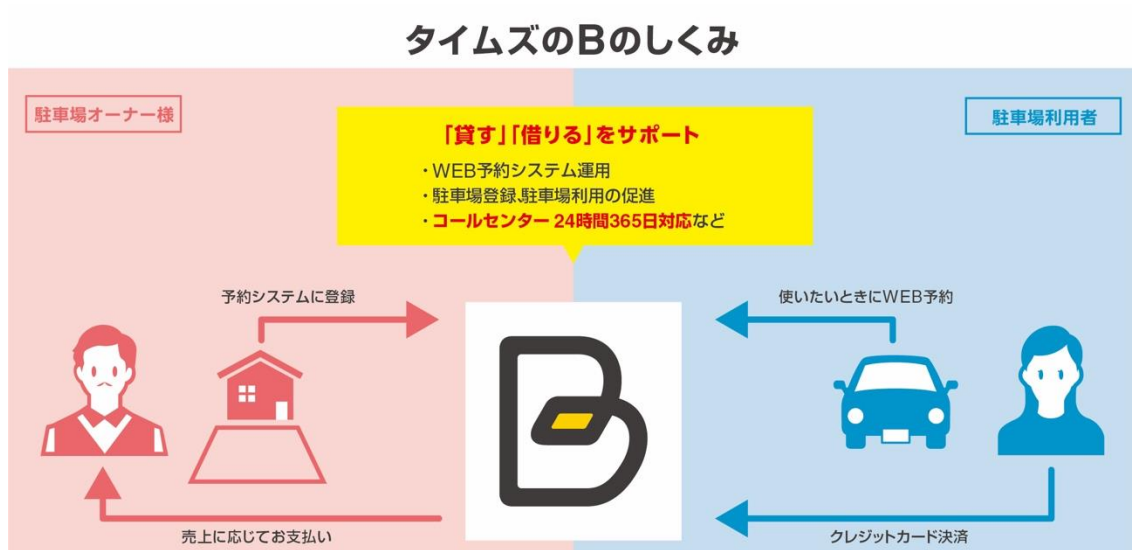 タイムズのBのしくみ
駐車場オーナー様
駐車場利用者
「貸す」「借りる」をサポート
・WEB予約システム運用
・駐車場登録、駐車場利用の促進
・コールセンター 24時間365日対応など
予約システムに登録
使いたいときにWEB予約
B
売上に応じてお支払い
クレジットカード決済